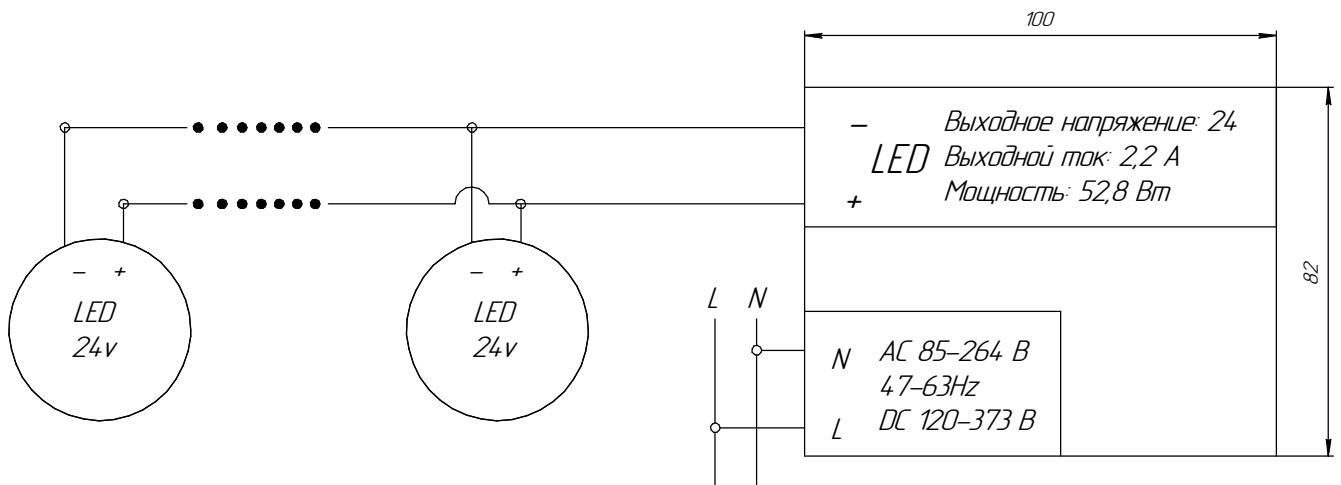 100
− Выходное напряжение: 24
LED Выходной ток: 2,2 А
+ Мощность: 52,8 Вт
82
− +
LED
24v
− +
LED
24v
L N
N AC 85-264 В
47-63Hz
L DC 120-373 В